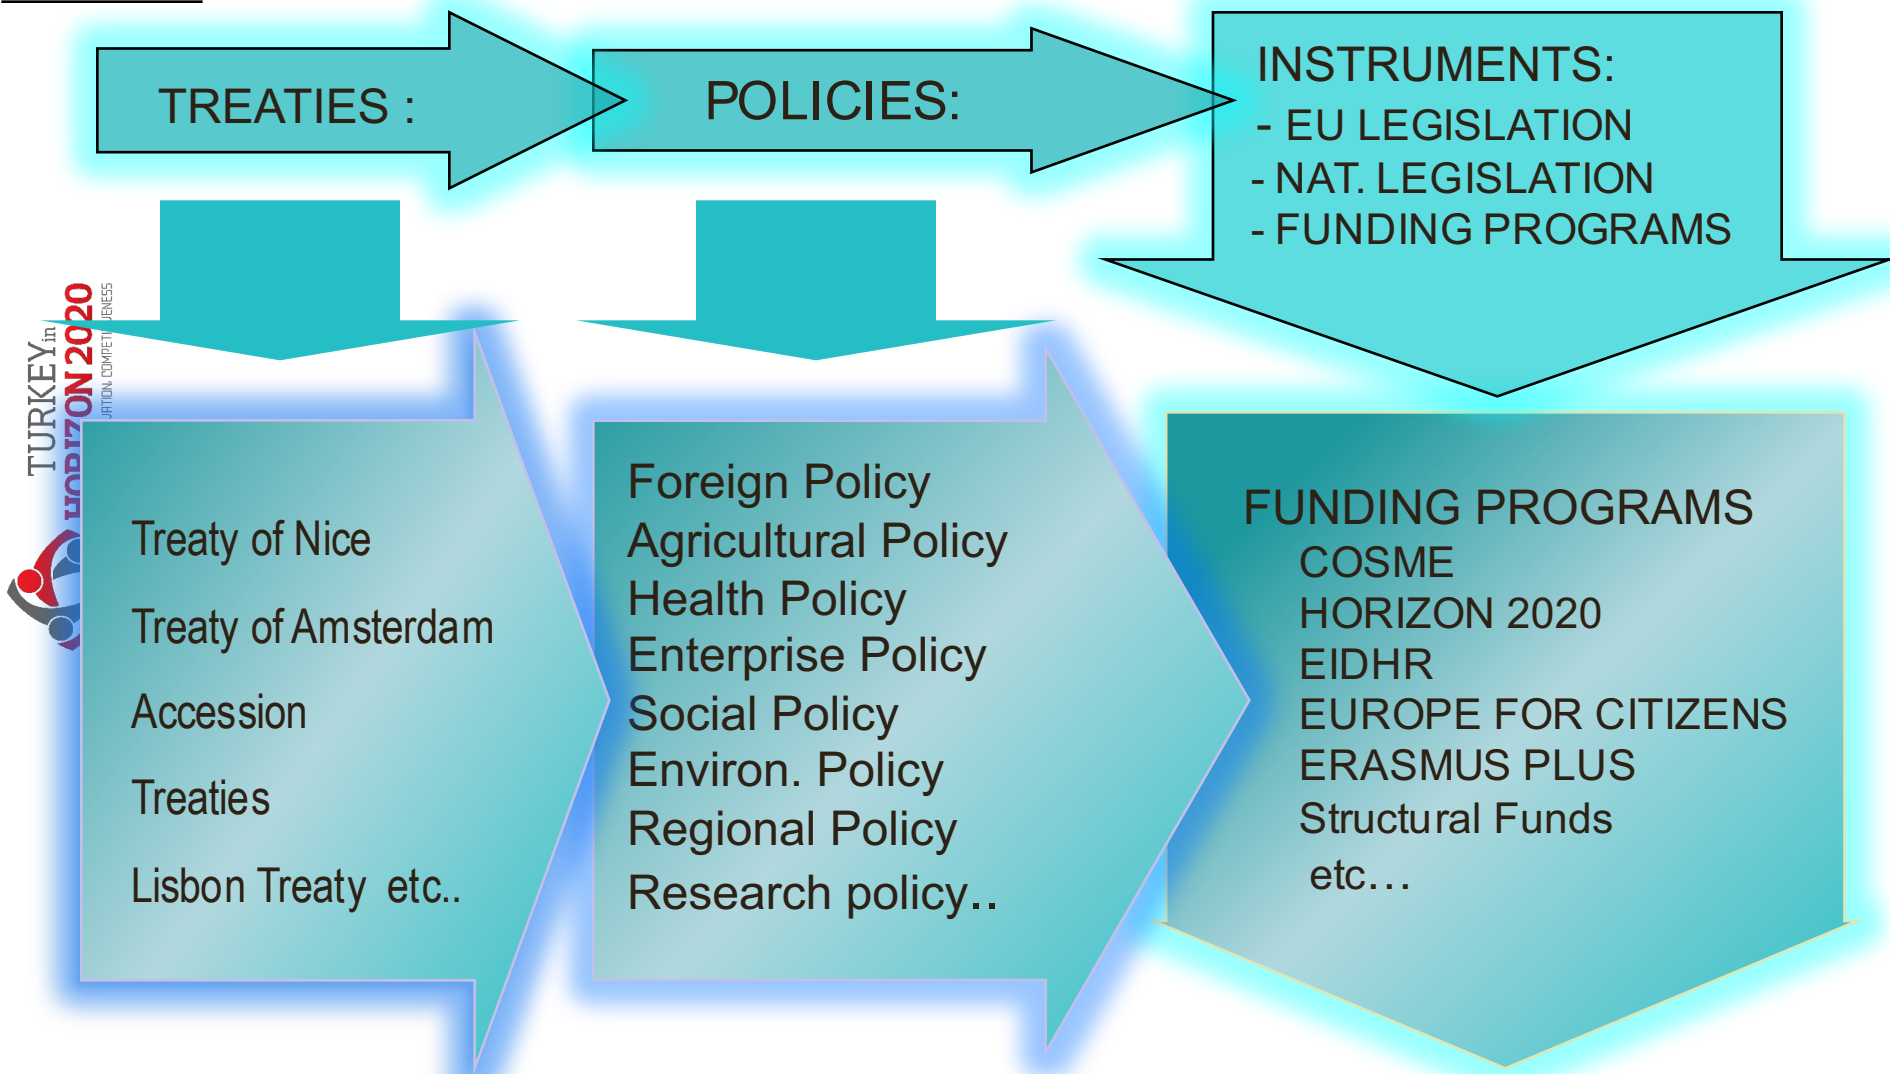 TREATIES :
POLICIES:
INSTRUMENTS:
- EU LEGISLATION
- NAT. LEGISLATION
- FUNDING PROGRAMS
TURKEY in
HORIZON 2020
Treaty of Nice
Treaty of Amsterdam
Accession
Treaties
Lisbon Treaty etc..
Foreign Policy
Agricultural Policy
Health Policy
Enterprise Policy
Social Policy
Environ. Policy
Regional Policy
Research policy..
FUNDING PROGRAMS
COSME
HORIZON 2020
EIDHR
EUROPE FOR CITIZENS
ERASMUS PLUS
Structural Funds
etc...